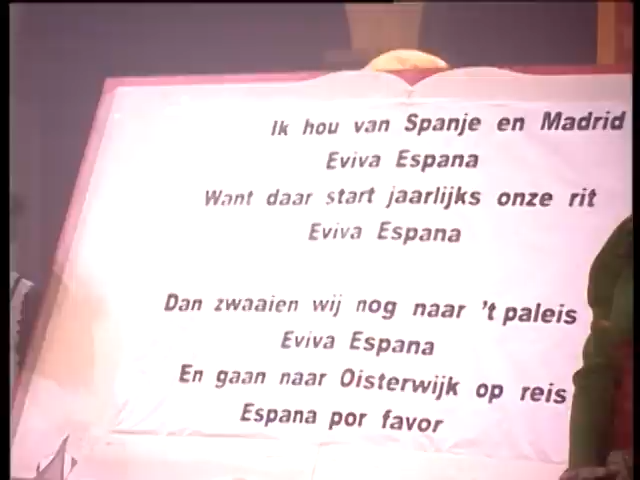 Ik hou van Spanje en Madrid
Eviva Espana
Want daar start jaarlijks onze rit
Eviva Espana
Dan zwaaien wij nog naar 't paleis
Eviva Espana
En gaan naar Oisterwijk op reis
Espana por favor